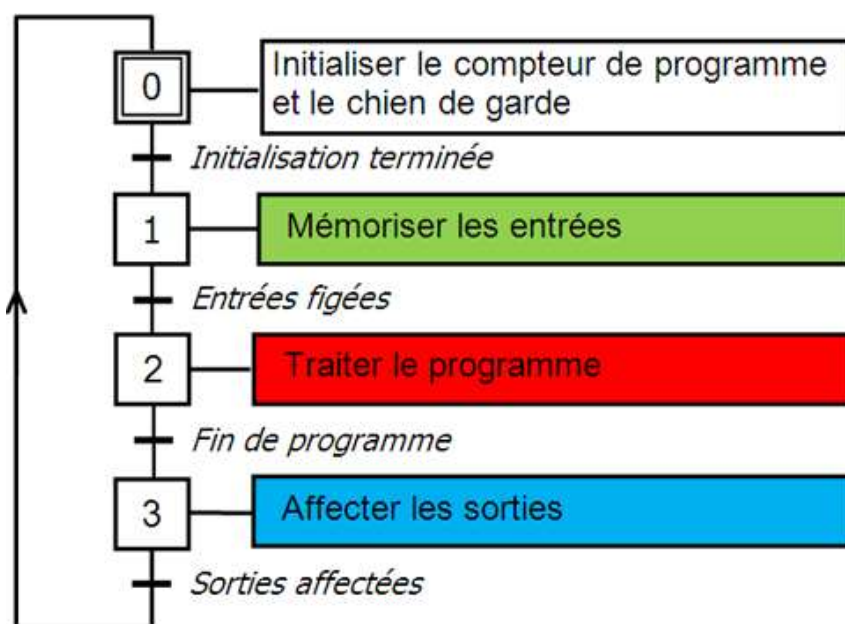 0
Initialiser le compteur de programme
et le chien de garde
Initialisation terminée
1
Mémoriser les entrées
Entrées figées
2
Traiter le programme
Fin de programme
3
Affecter les sorties
Sorties affectées